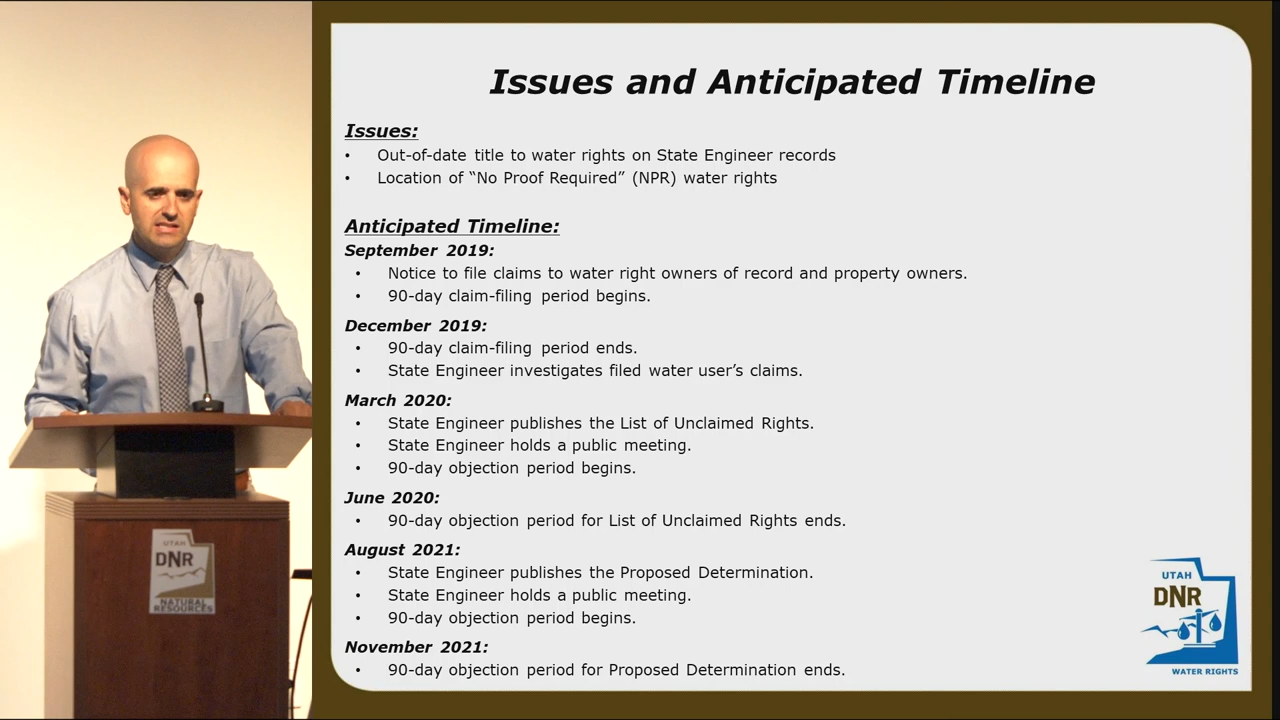 Issues and Anticipated Timeline
Issues:
• Out-of-date title to water rights on State Engineer records
• Location of “No Proof Required” (NPR) water rights
Anticipated Timeline:
September 2019:
• Notice to file claims to water right owners of record and property owners.
• 90-day claim-filing period begins.
December 2019:
• 90-day claim-filing period ends.
• State Engineer investigates filed water user’s claims.
March 2020:
• State Engineer publishes the List of Unclaimed Rights.
• State Engineer holds a public meeting.
• 90-day objection period begins.
June 2020:
• 90-day objection period for List of Unclaimed Rights ends.
August 2021:
• State Engineer publishes the Proposed Determination.
• State Engineer holds a public meeting.
• 90-day objection period begins.
November 2021:
• 90-day objection period for Proposed Determination ends.
UTAH
DNR
WATER RIGHTS
UTAH
DNR
NATURAL
RESOURCES